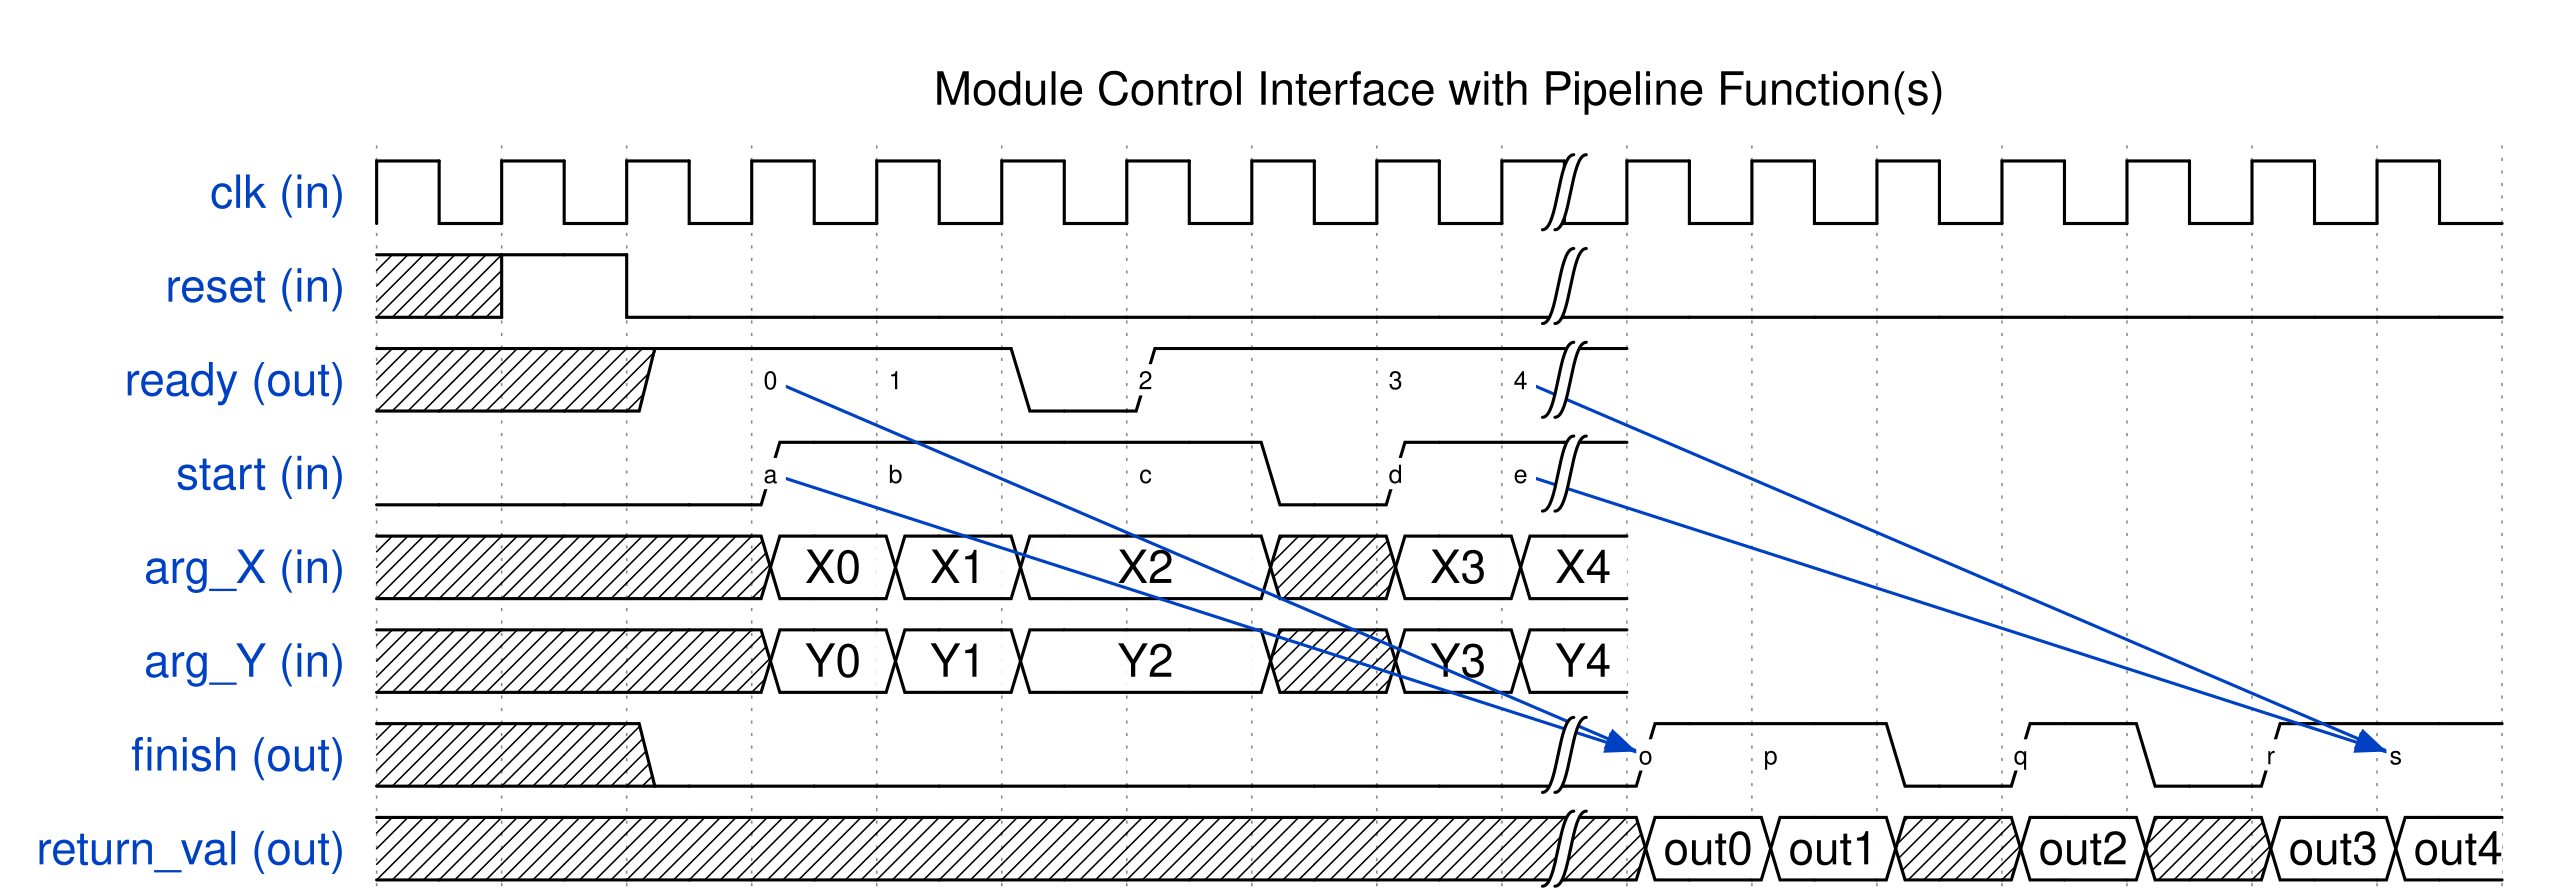 Module Control Interface with Pipeline Function(s)
clk (in)
reset (in)
ready (out) 0 1 2 3 4
start (in) a b c d e
arg_X (in) X0 X1 X2 X3 X4
arg_Y (in) Y0 Y1 Y2 Y3 Y4
finish (out) o p q r s
return_val (out) out0 out1 out2 out3 out4